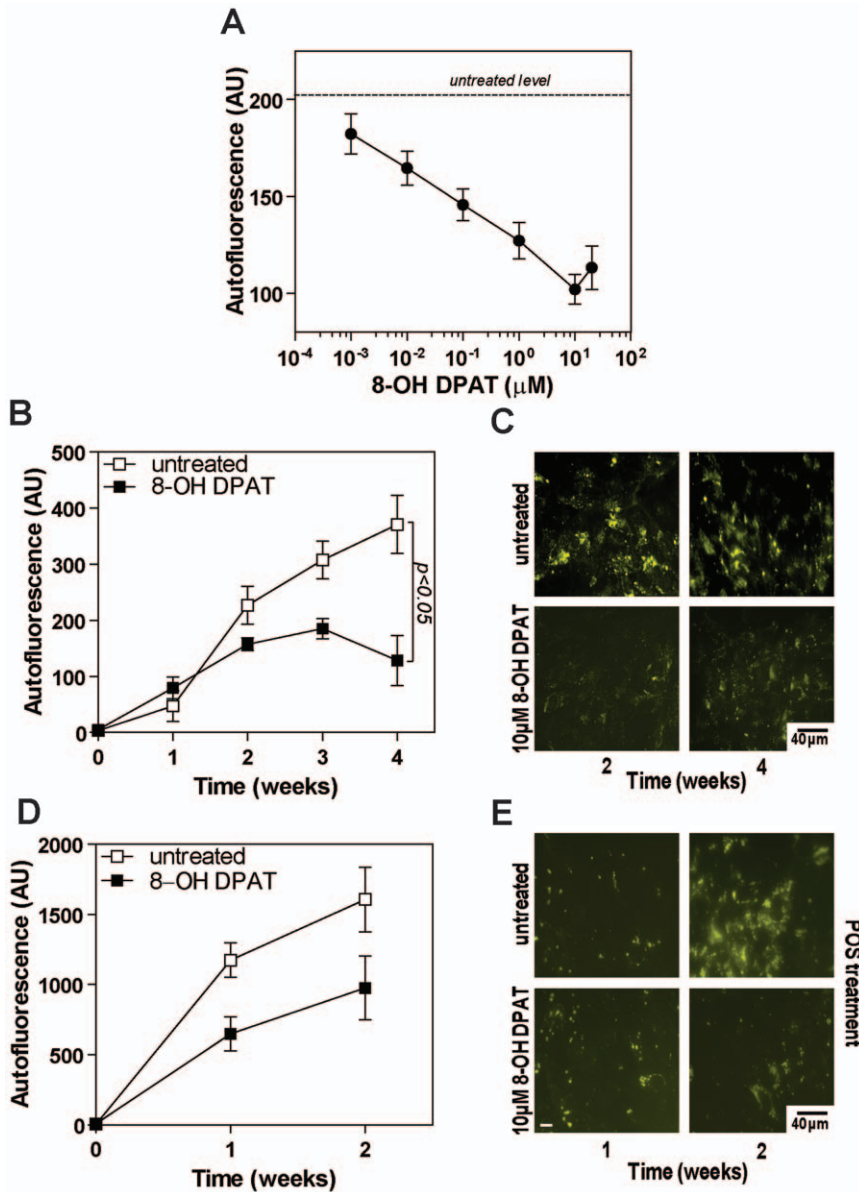 A
Autofluorescence (AU)
untreated level
200
150
100
10⁻⁴ 10⁻³ 10⁻² 10⁻¹ 10⁰ 10¹ 10²
8-OH DPAT (µM)
B
Autofluorescence (AU)
500
400
300
200
100
0
untreated
8-OH DPAT
p<0.05
0 1 2 3 4
Time (weeks)
C
untreated
10µM 8-OH DPAT
40µm
2 4
Time (weeks)
D
Autofluorescence (AU)
2000
1500
1000
500
0
untreated
8–OH DPAT
0 1 2
Time (weeks)
E
untreated
10µM 8-OH DPAT
POS treatment
40µm
1 2
Time (weeks)